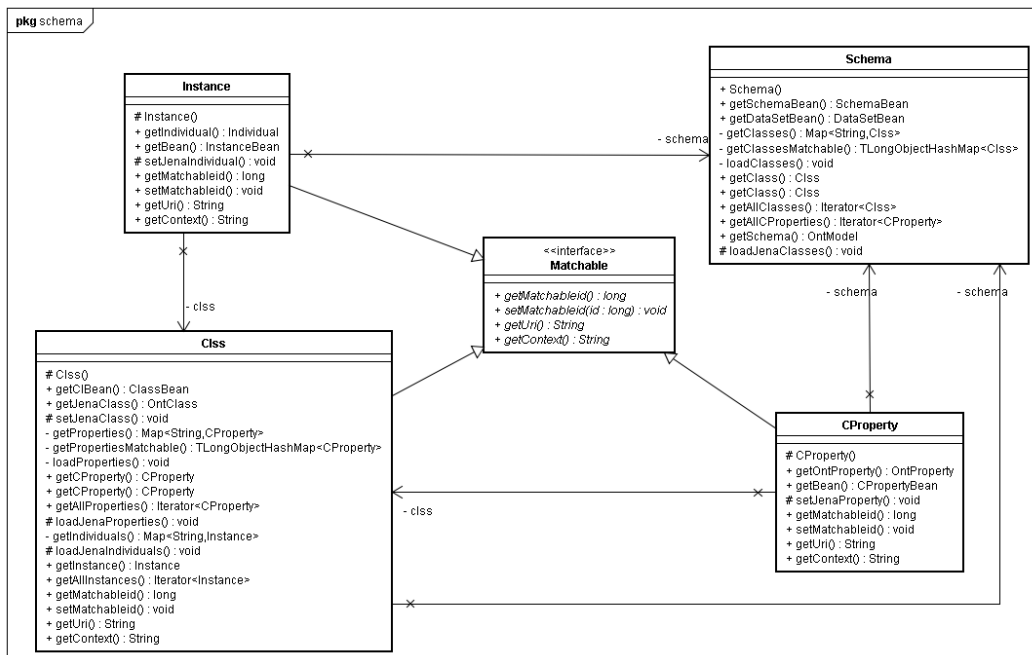 pkg schema
Instance
# Instance()
+ getIndividual() : Individual
+ getBean() : InstanceBean
# setJenaIndividual() : void
+ getMatchableid() : long
+ setMatchableid() : void
+ getUri() : String
+ getContext() : String
Schema
+ Schema()
+ getSchemaBean() : SchemaBean
+ getDataSetBean() : DataSetBean
- getClasses() : Map<String,Clss>
- getClassesMatchable() : TLongObjectHashMap<Clss>
- loadClasses() : void
+ getClass() : Clss
+ getClass() : Clss
+ getAllClasses() : Iterator<Clss>
+ getAllCProperties() : Iterator<CProperty>
+ getSchema() : OntModel
# loadJenaClasses() : void
- schema
<<interface>>
Matchable
+ getMatchableid() : long
+ setMatchableid(id : long) : void
+ getUri() : String
+ getContext() : String
- clss
- schema
- schema
Clss
# Clss()
+ getClBean() : ClassBean
+ getJenaClass() : OntClass
# setJenaClass() : void
- getProperties() : Map<String,CProperty>
- getPropertiesMatchable() : TLongObjectHashMap<CProperty>
- loadProperties() : void
+ getCProperty() : CProperty
+ getCProperty() : CProperty
+ getAllProperties() : Iterator<CProperty>
# loadJenaProperties() : void
- getIndividuals() : Map<String,Instance>
# loadJenaIndividuals() : void
+ getInstance() : Instance
+ getAllInstances() : Iterator<Instance>
+ getMatchableid() : long
+ setMatchableid() : void
+ getUri() : String
+ getContext() : String
- clss
CProperty
# CProperty()
+ getOntProperty() : OntProperty
+ getBean() : CPropertyBean
# setJenaProperty() : void
+ getMatchableid() : long
+ setMatchableid() : void
+ getUri() : String
+ getContext() : String